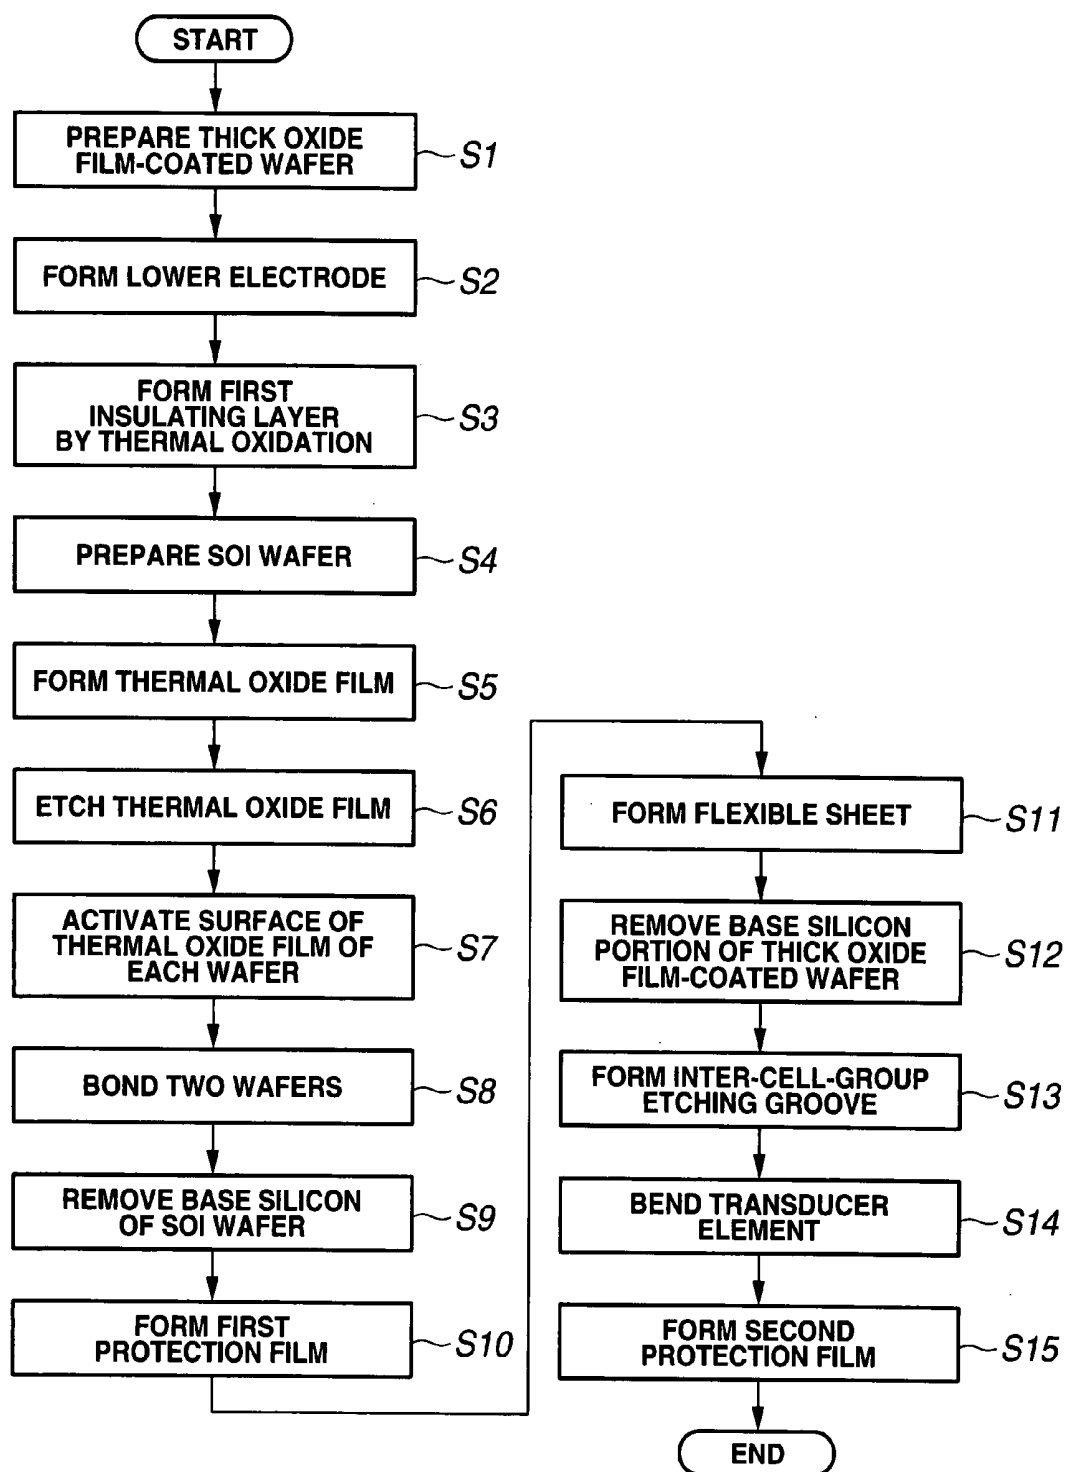 START
PREPARE THICK OXIDE
FILM-COATED WAFER
S1
FORM LOWER ELECTRODE
S2
FORM FIRST
INSULATING LAYER
BY THERMAL OXIDATION
S3
PREPARE SOI WAFER
S4
FORM THERMAL OXIDE FILM
S5
ETCH THERMAL OXIDE FILM
S6
ACTIVATE SURFACE OF
THERMAL OXIDE FILM OF
EACH WAFER
S7
BOND TWO WAFERS
S8
REMOVE BASE SILICON
OF SOI WAFER
S9
FORM FIRST
PROTECTION FILM
S10
FORM FLEXIBLE SHEET
S11
REMOVE BASE SILICON
PORTION OF THICK OXIDE
FILM-COATED WAFER
S12
FORM INTER-CELL-GROUP
ETCHING GROOVE
S13
BEND TRANSDUCER
ELEMENT
S14
FORM SECOND
PROTECTION FILM
S15
END